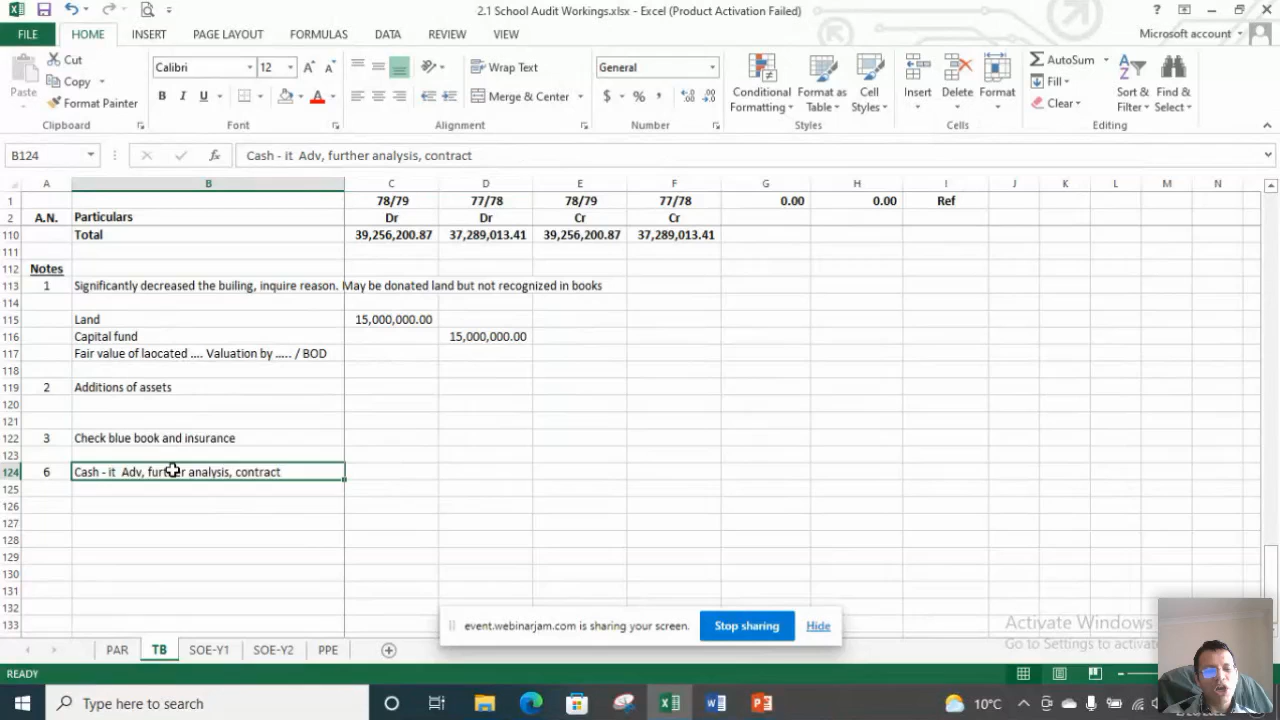 2.1 School Audit Workings.xlsx - Excel (Product Activation Failed)
FILE HOME INSERT PAGE LAYOUT FORMULAS DATA REVIEW VIEW Microsoft account
Paste
Cut
Copy
Format Painter
Clipboard
Calibri 12
B I U
Font
Wrap Text
Merge & Center
Alignment
General
$ % ,
Number
Conditional Formatting
Format as Table
Cell Styles
Styles
Insert Delete Format
Cells
AutoSum
Fill
Clear
Sort & Filter
Find & Select
Editing
B124 fx Cash - it Adv, further analysis, contract
A B C D E F G H I J K L M N
1 78/79 77/78 78/79 77/78 0.00 0.00 Ref
2 A.N. Particulars Dr Dr Cr Cr
110 Total 39,256,200.87 37,289,013.41 39,256,200.87 37,289,013.41
111
112 Notes
113 1 Significantly decreased the builing, inquire reason. May be donated land but not recognized in books
114
115 Land 15,000,000.00
116 Capital fund 15,000,000.00
117 Fair value of laocated .... Valuation by ..... / BOD
118
119 2 Additions of assets
120
121
122 3 Check blue book and insurance
123
124 6 Cash - it Adv, further analysis, contract
125
126
127
128
129
130
131
132
133
event.webinarjam.com is sharing your screen. Stop sharing Hide
Activate Windows
Go to Settings to activate
PAR TB SOE-Y1 SOE-Y2 PPE
READY
Type here to search 10°C